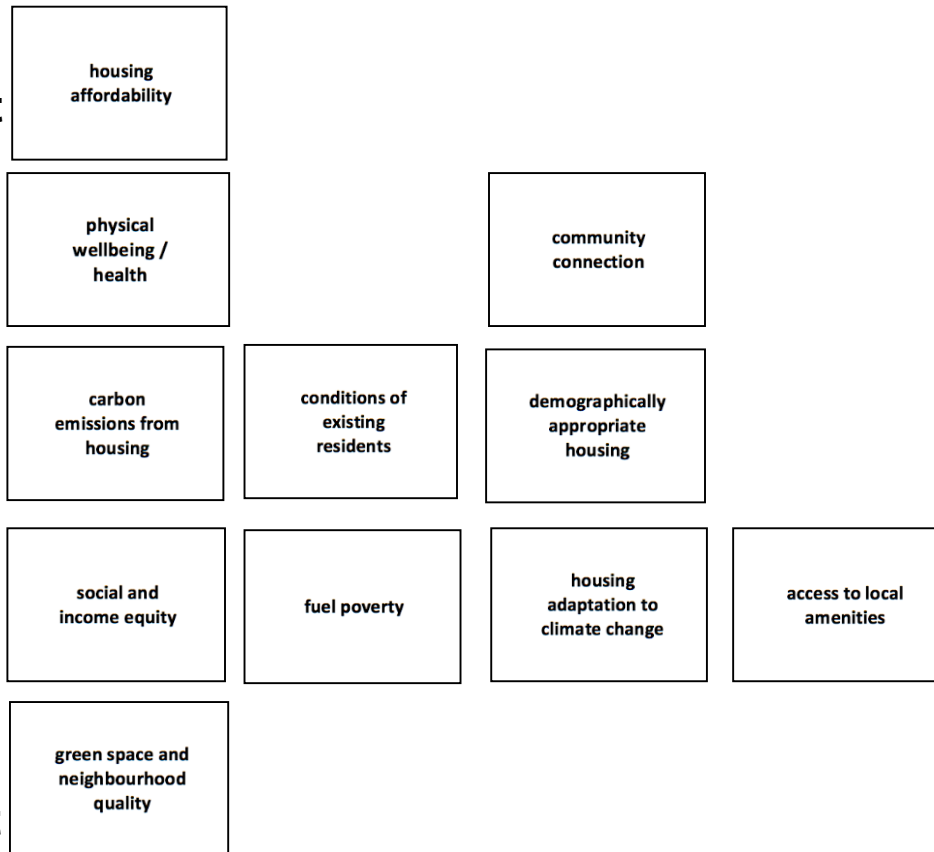 housing
affordability
physical
wellbeing /
health
community
connection
carbon
emissions from
housing
conditions of
existing
residents
demographically
appropriate
housing
social and
income equity
fuel poverty
housing
adaptation to
climate change
access to local
amenities
green space and
neighbourhood
quality